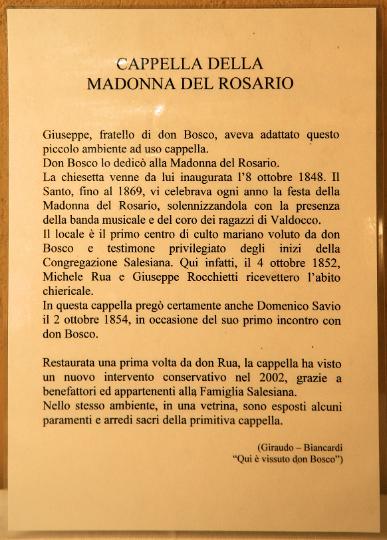 CAPPELLA DELLA
MADONNA DEL ROSARIO
Giuseppe, fratello di don Bosco, aveva adattato questo
piccolo ambiente ad uso cappella.
Don Bosco lo dedicò alla Madonna del Rosario.
La chiesetta venne da lui inaugurata l'8 ottobre 1848. Il
Santo, fino al 1869, vi celebrava ogni anno la festa della
Madonna del Rosario, solennizzandola con la presenza
della banda musicale e del coro dei ragazzi di Valdocco.
Il locale è il primo centro di culto mariano voluto da don
Bosco e testimone privilegiato degli inizi della
Congregazione Salesiana. Qui infatti, il 4 ottobre 1852,
Michele Rua e Giuseppe Rocchietti ricevettero l'abito
chiericale.
In questa cappella pregò certamente anche Domenico Savio
il 2 ottobre 1854, in occasione del suo primo incontro con
don Bosco.
Restaurata una prima volta da don Rua, la cappella ha visto
un nuovo intervento conservativo nel 2002, grazie a
benefattori ed appartenenti alla Famiglia Salesiana.
Nello stesso ambiente, in una vetrina, sono esposti alcuni
paramenti e arredi sacri della primitiva cappella.
(Giraudo – Biancardi
"Qui è vissuto don Bosco")